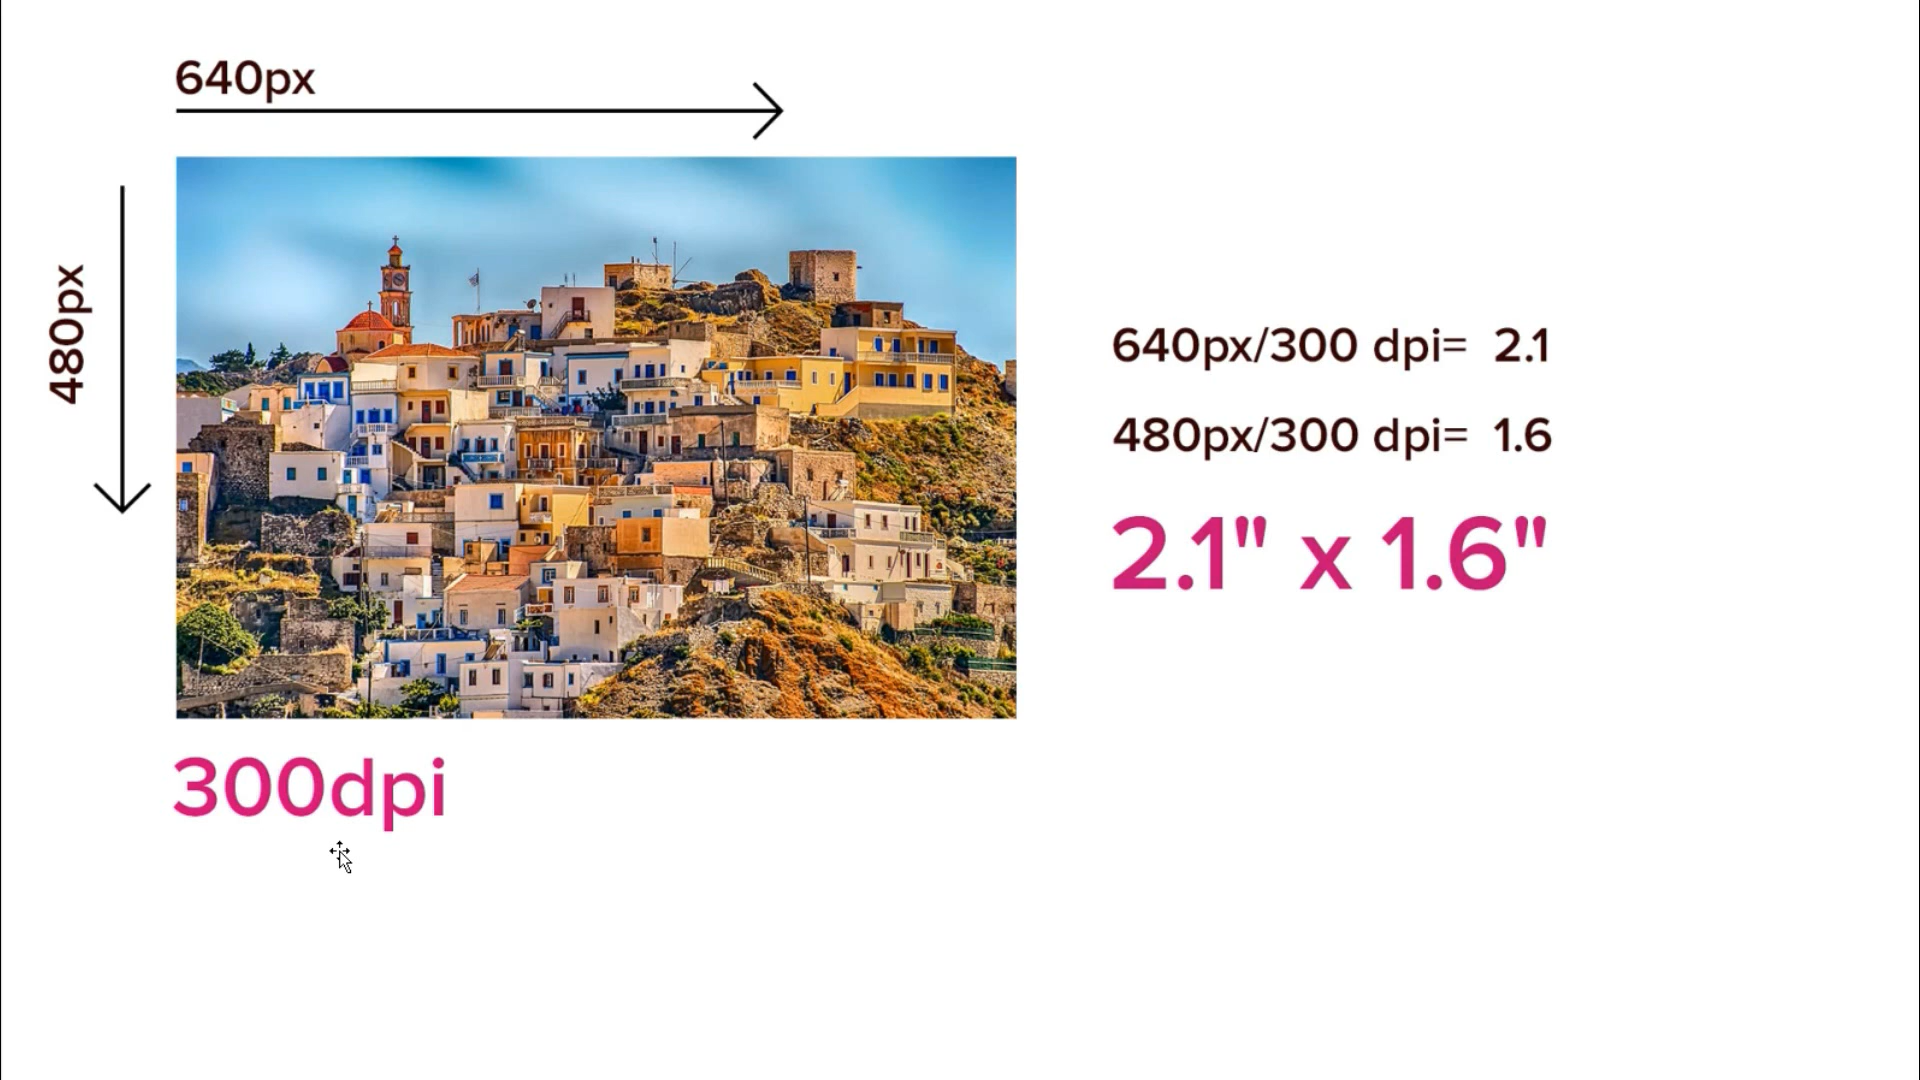 640px
480px
640px/300 dpi= 2.1
480px/300 dpi= 1.6
2.1" x 1.6"
300dpi